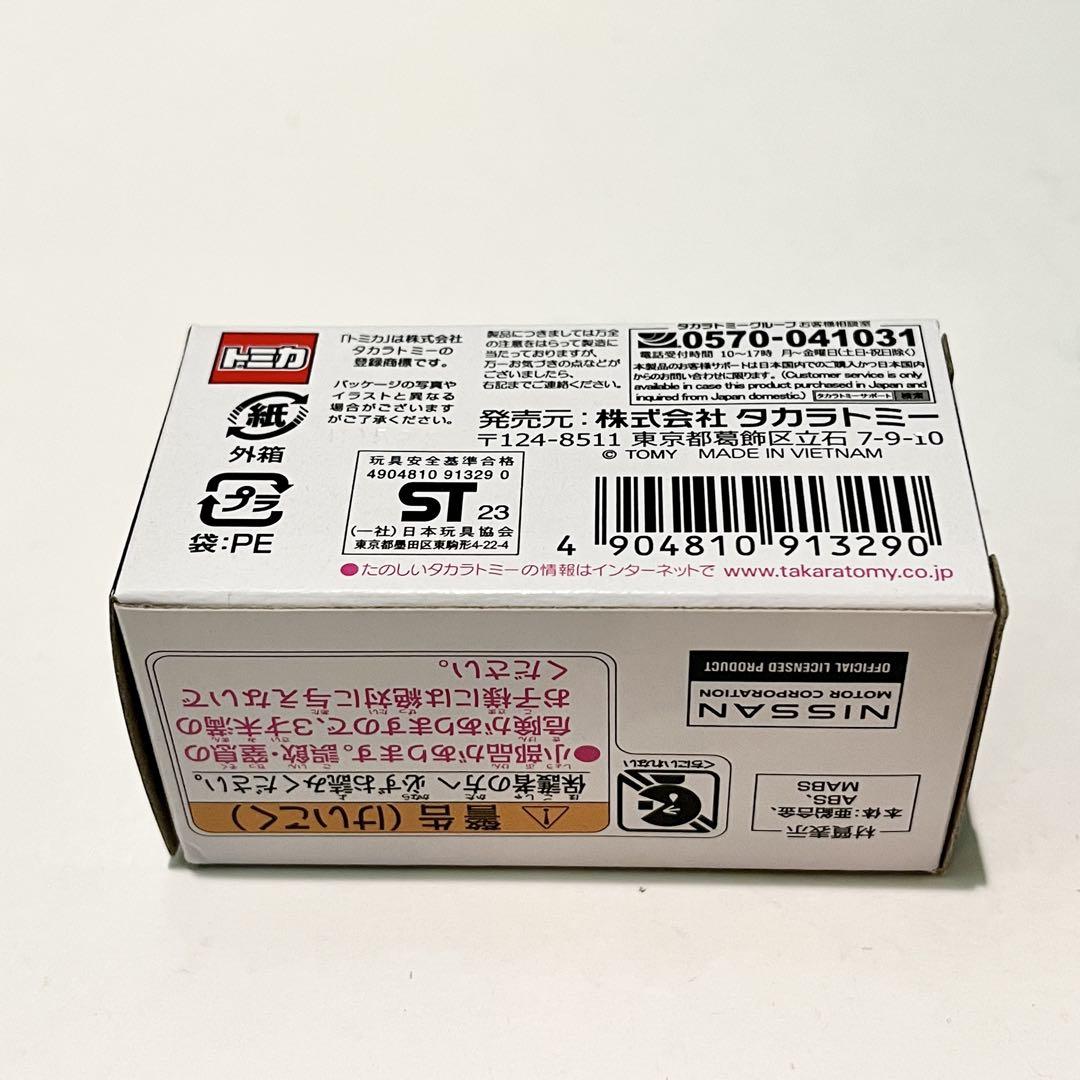 トミカ
「トミカ」は株式会社
タカラトミーの
登録商標です。
パッケージの写真や
イラストと異なる
場合がございます
がご了承ください。
製品につきましては万全
の注意をはらって製造に
当たっておりますが、
万一お気づきの点などが
ございましたら、
右記までご連絡ください。
タカラトミーグループお客様相談室
0570-041031
電話受付時間 10〜17時 月〜金曜日(土日・祝日除く)
本製品のお客様サポートは日本国内でのご購入かつ日本国内
からのお問い合わせに限ります。(Customer service is only
available in case this product purchased in Japan and
inquired from Japan domestic.) タカラトミーサポート 検索
発売元：株式会社 タカラトミー
〒124-8511 東京都葛飾区立石 7-9-10
© TOMY MADE IN VIETNAM
紙
外箱
プラ
袋：PE
玩具安全基準合格
4904810 91329 0
ST 23
(一社)日本玩具協会
東京都墨田区東駒形4-22-4
4 904810 913290
●たのしいタカラトミーの情報はインターネットで www.takaratomy.co.jp
材質表示
本体：亜鉛合金、
ABS、
MABS
NISSAN
MOTOR CORPORATION
OFFICIAL LICENSED PRODUCT
くちにいれない
警告(けいこく)
保護者の方へ 必ずお読みください。
●小部品があります。誤飲・窒息の
危険がありますので、3才未満の
お子様には絶対に与えないで
ください。